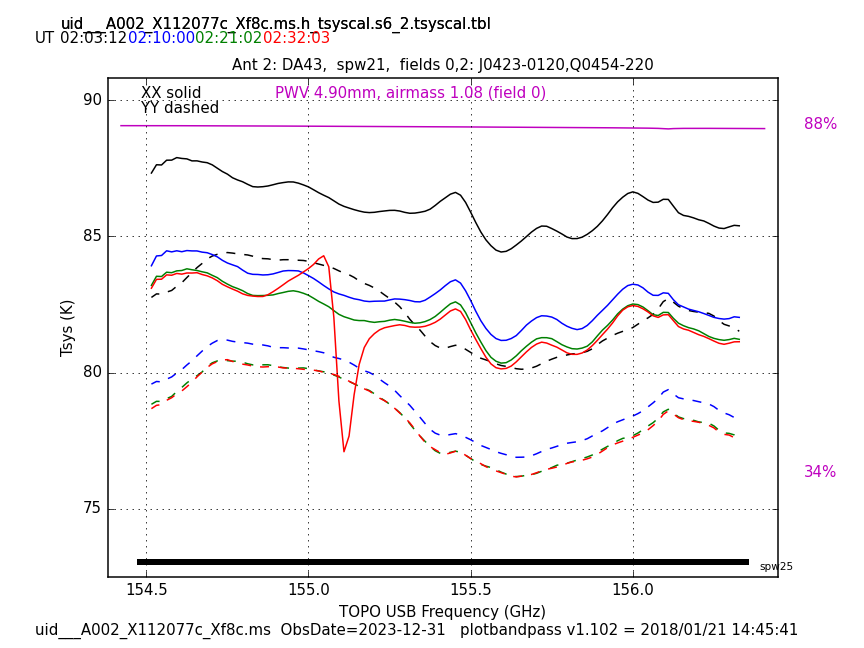 uid___A002_X112077c_Xf8c.ms.h_tsyscal.s6_2.tsyscal.tbl
UT 02:03:12 02:10:00 02:21:02 02:32:03
Ant 2: DA43,  spw21,  fields 0,2: J0423-0120,Q0454-220
XX solid
PWV 4.90mm, airmass 1.08 (field 0)
YY dashed
90
85
80
75
88%
34%
Tsys (K)
spw25
154.5 155.0 155.5 156.0
TOPO USB Frequency (GHz)
uid___A002_X112077c_Xf8c.ms  ObsDate=2023-12-31   plotbandpass v1.102 = 2018/01/21 14:45:41